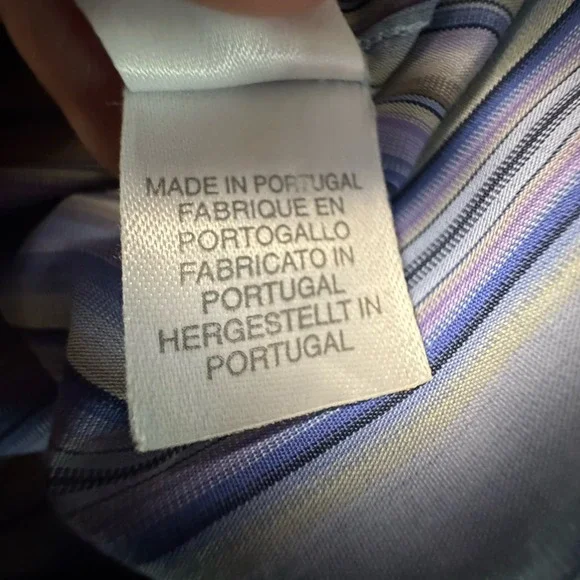 MADE IN PORTUGAL
FABRIQUE EN
PORTOGALLO
FABRICATO IN
PORTUGAL
HERGESTELLT IN
PORTUGAL